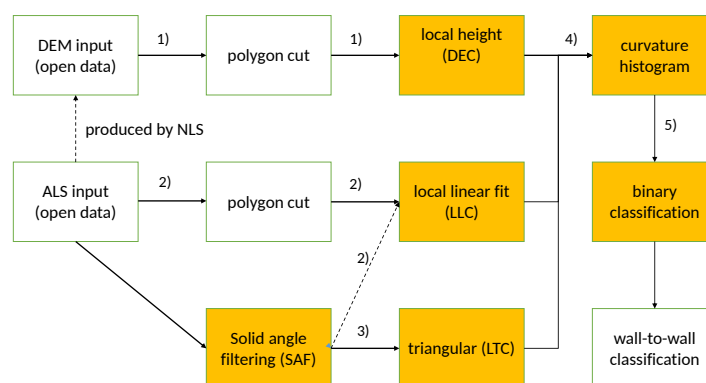 DEM input
(open data)
1)
polygon cut
1)
local height
(DEC)
4)
curvature
histogram
produced by NLS
5)
ALS input
(open data)
2)
polygon cut
2)
local linear fit
(LLC)
binary
classification
2)
Solid angle
filtering (SAF)
3)
triangular (LTC)
wall-to-wall
classification